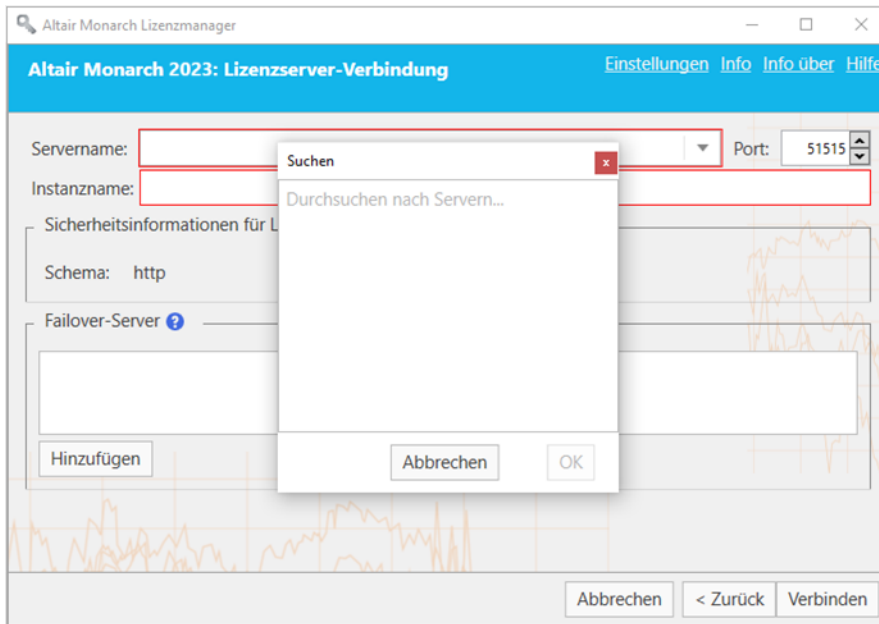 Altair Monarch Lizenzmanager
Altair Monarch 2023: Lizenzserver-Verbindung
Einstellungen Info Info über Hilfe
Servername:
Port: 51515
Instanzname:
Suchen
x
Durchsuchen nach Servern...
Sicherheitsinformationen für L
Schema: http
Failover-Server ?
Hinzufügen
Abbrechen OK
Abbrechen < Zurück Verbinden